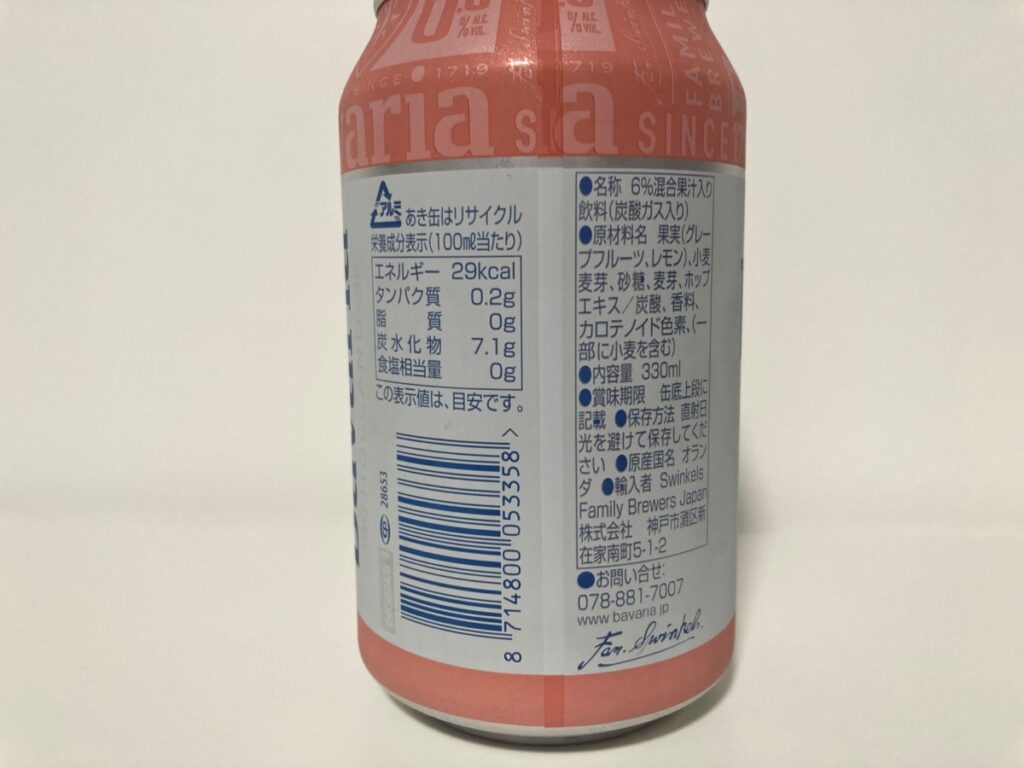 0.0
% ALC. VOL.
% ALC. VOL.
SINCE 1719
1719
FAMILY
BREWE
aria
S
a
SINCE 17
アルミ
あき缶はリサイクル
栄養成分表示(100㎖当たり)
エネルギー 29kcal
タンパク質 0.2g
脂質 0g
炭水化物 7.1g
食塩相当量 0g
この表示値は、目安です。
28653
8 714800 053358 >
●名称 6%混合果汁入り
飲料(炭酸ガス入り)
●原材料名 果実(グレー
プフルーツ、レモン)、小麦
麦芽、砂糖、麦芽、ホップ
エキス/炭酸、香料、
カロテノイド色素、(一
部に小麦を含む)
●内容量 330ml
●賞味期限 缶底上段に
記載 ●保存方法 直射日
光を避けて保存してくだ
さい ●原産国名 オラン
ダ ●輸入者 Swinkels
Family Brewers Japan
株式会社 神戸市灘区新
在家南町5-1-2
●お問い合せ:
078-881-7007
www.bavaria.jp
Fam. Swinkels.